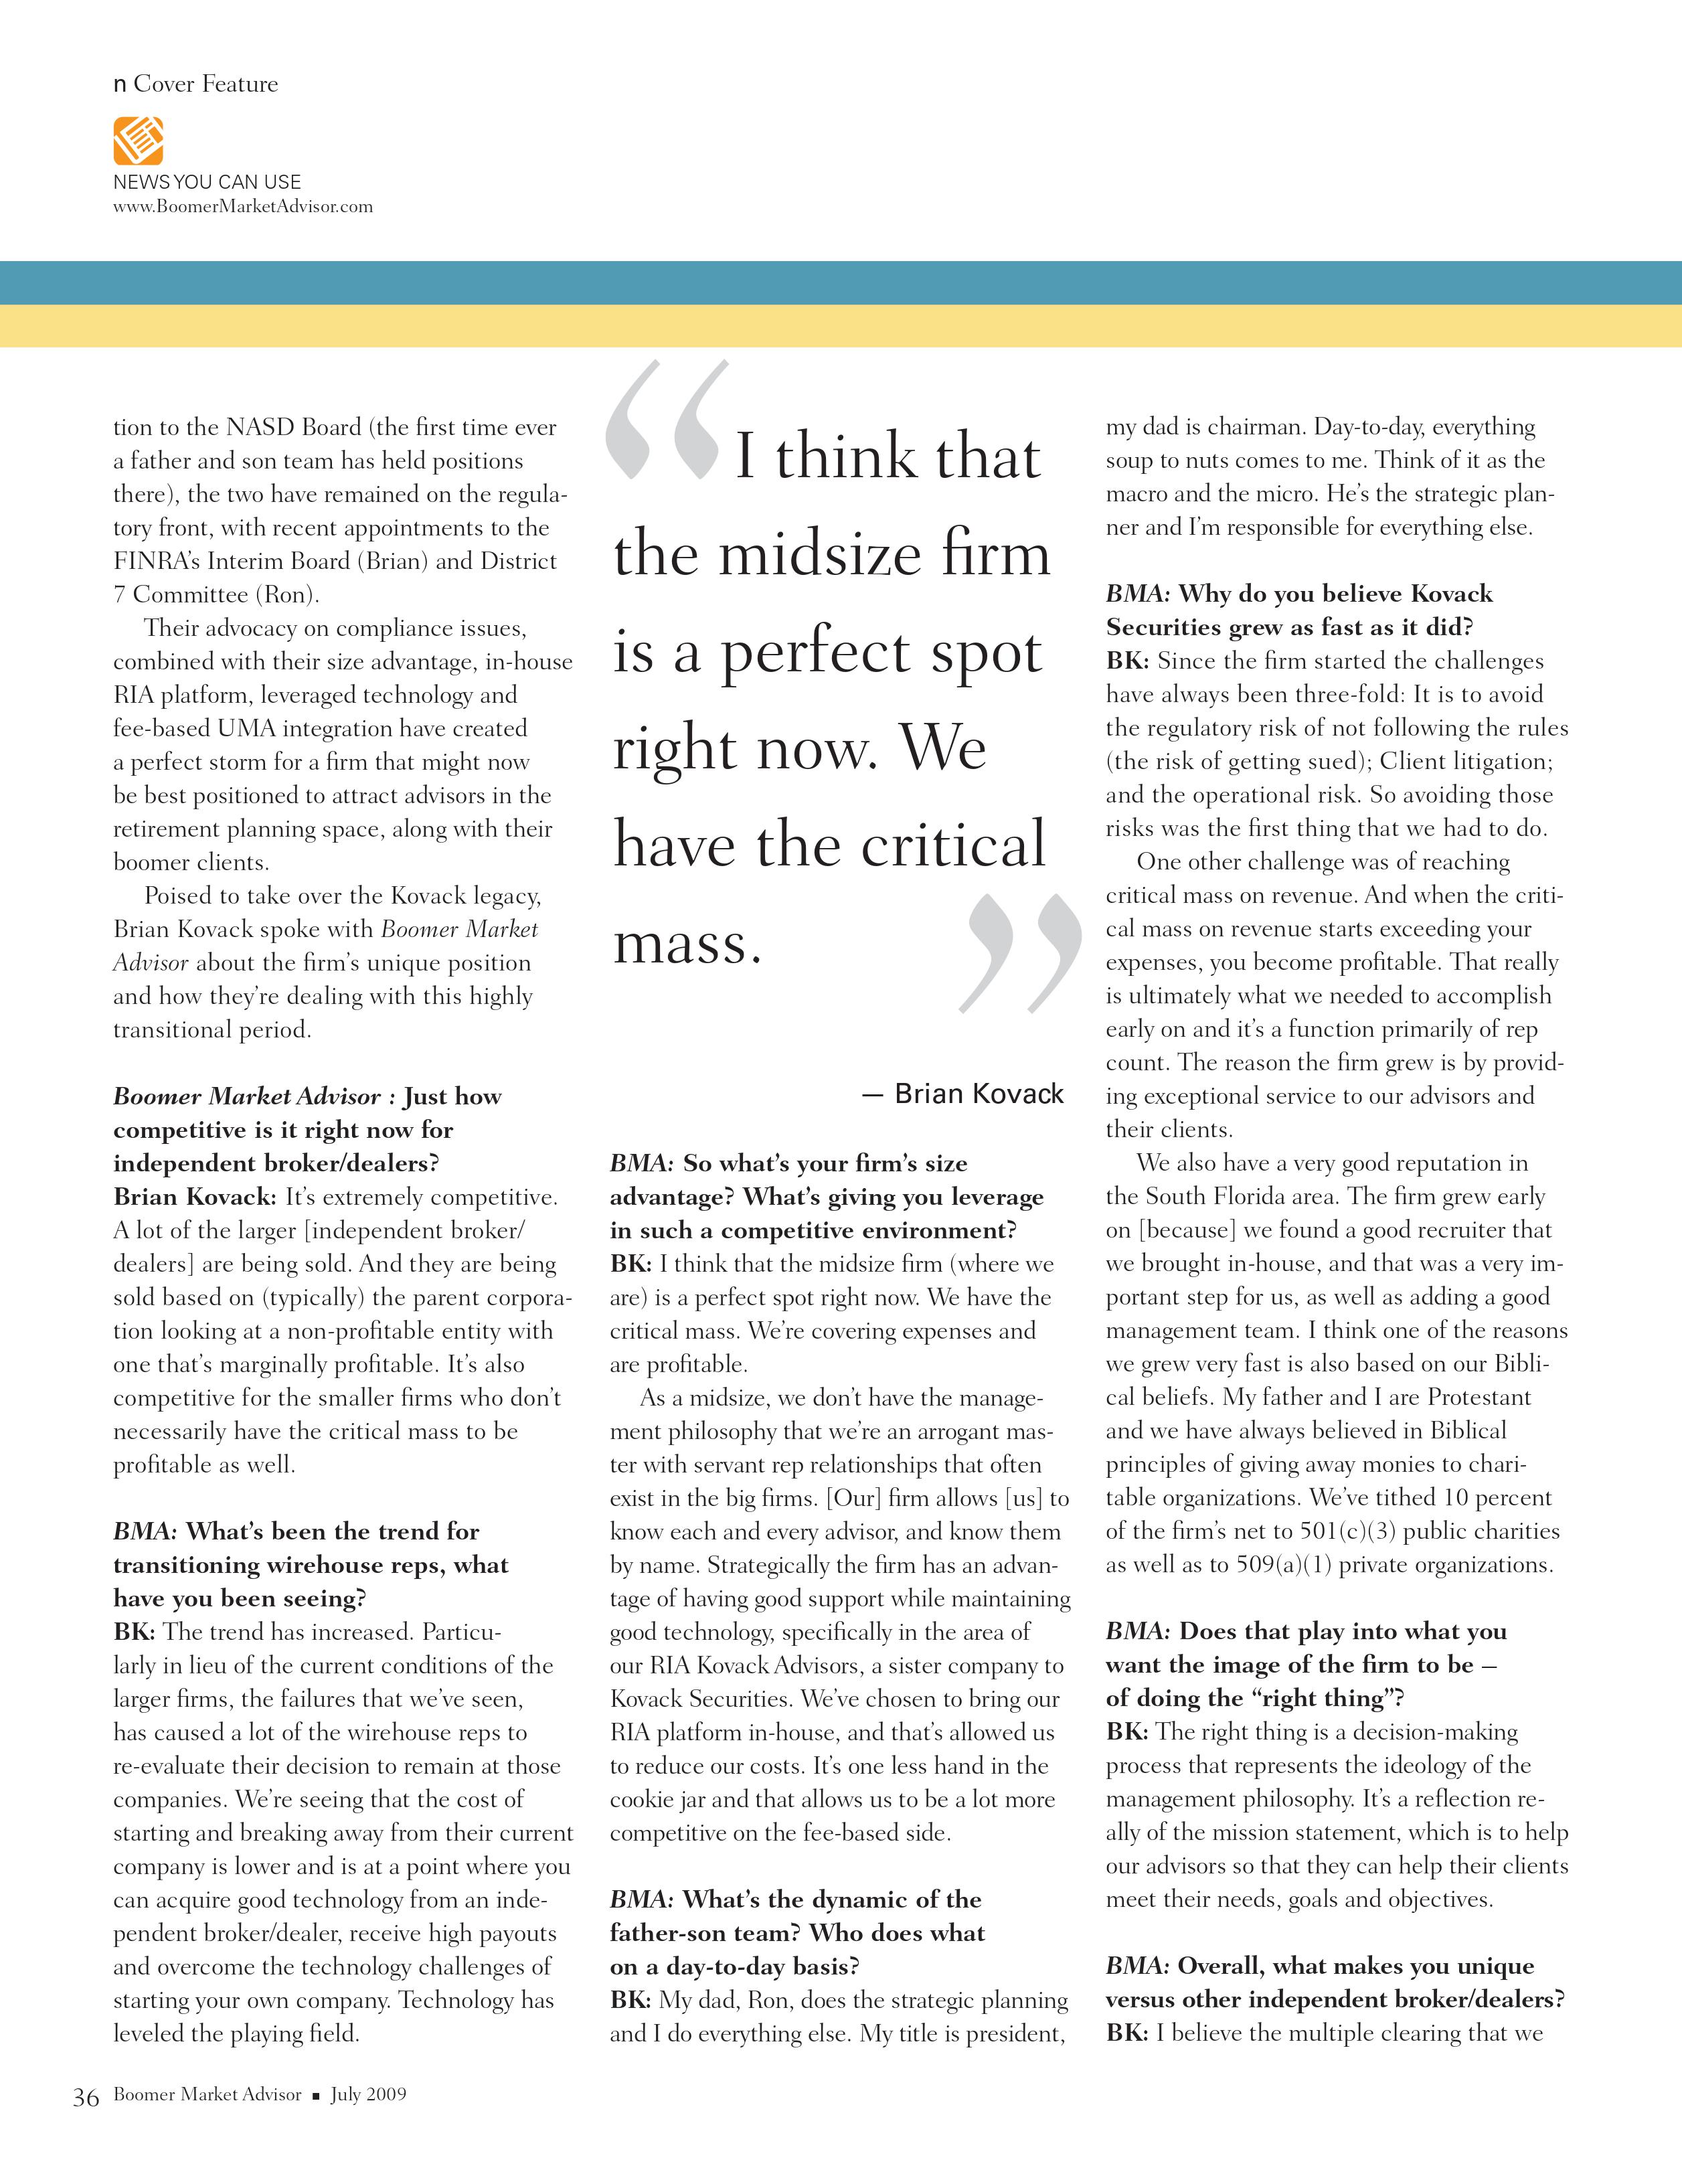 n Cover Feature
NEWS YOU CAN USE
www.BoomerMarketAdvisor.com
tion to the NASD Board (the first time ever
a father and son team has held positions
there), the two have remained on the regula-
tory front, with recent appointments to the
FINRA’s Interim Board (Brian) and District
7 Committee (Ron).
Their advocacy on compliance issues,
combined with their size advantage, in-house
RIA platform, leveraged technology and
fee-based UMA integration have created
a perfect storm for a firm that might now
be best positioned to attract advisors in the
retirement planning space, along with their
boomer clients.
Poised to take over the Kovack legacy,
Brian Kovack spoke with Boomer Market
Advisor about the firm’s unique position
and how they’re dealing with this highly
transitional period.
Boomer Market Advisor : Just how
competitive is it right now for
independent broker/dealers?
Brian Kovack: It’s extremely competitive.
A lot of the larger [independent broker/
dealers] are being sold. And they are being
sold based on (typically) the parent corpora-
tion looking at a non-profitable entity with
one that’s marginally profitable. It’s also
competitive for the smaller firms who don’t
necessarily have the critical mass to be
profitable as well.
BMA: What’s been the trend for
transitioning wirehouse reps, what
have you been seeing?
BK: The trend has increased. Particu-
larly in lieu of the current conditions of the
larger firms, the failures that we’ve seen,
has caused a lot of the wirehouse reps to
re-evaluate their decision to remain at those
companies. We’re seeing that the cost of
starting and breaking away from their current
company is lower and is at a point where you
can acquire good technology from an inde-
pendent broker/dealer, receive high payouts
and overcome the technology challenges of
starting your own company. Technology has
leveled the playing field.
“I think that
the midsize firm
is a perfect spot
right now. We
have the critical
mass.”
— Brian Kovack
BMA: So what’s your firm’s size
advantage? What’s giving you leverage
in such a competitive environment?
BK: I think that the midsize firm (where we
are) is a perfect spot right now. We have the
critical mass. We’re covering expenses and
are profitable.
As a midsize, we don’t have the manage-
ment philosophy that we’re an arrogant mas-
ter with servant rep relationships that often
exist in the big firms. [Our] firm allows [us] to
know each and every advisor, and know them
by name. Strategically the firm has an advan-
tage of having good support while maintaining
good technology, specifically in the area of
our RIA Kovack Advisors, a sister company to
Kovack Securities. We’ve chosen to bring our
RIA platform in-house, and that’s allowed us
to reduce our costs. It’s one less hand in the
cookie jar and that allows us to be a lot more
competitive on the fee-based side.
BMA: What’s the dynamic of the
father-son team? Who does what
on a day-to-day basis?
BK: My dad, Ron, does the strategic planning
and I do everything else. My title is president,
my dad is chairman. Day-to-day, everything
soup to nuts comes to me. Think of it as the
macro and the micro. He’s the strategic plan-
ner and I’m responsible for everything else.
BMA: Why do you believe Kovack
Securities grew as fast as it did?
BK: Since the firm started the challenges
have always been three-fold: It is to avoid
the regulatory risk of not following the rules
(the risk of getting sued); Client litigation;
and the operational risk. So avoiding those
risks was the first thing that we had to do.
One other challenge was of reaching
critical mass on revenue. And when the criti-
cal mass on revenue starts exceeding your
expenses, you become profitable. That really
is ultimately what we needed to accomplish
early on and it’s a function primarily of rep
count. The reason the firm grew is by provid-
ing exceptional service to our advisors and
their clients.
We also have a very good reputation in
the South Florida area. The firm grew early
on [because] we found a good recruiter that
we brought in-house, and that was a very im-
portant step for us, as well as adding a good
management team. I think one of the reasons
we grew very fast is also based on our Bibli-
cal beliefs. My father and I are Protestant
and we have always believed in Biblical
principles of giving away monies to chari-
table organizations. We’ve tithed 10 percent
of the firm’s net to 501(c)(3) public charities
as well as to 509(a)(1) private organizations.
BMA: Does that play into what you
want the image of the firm to be –
of doing the “right thing”?
BK: The right thing is a decision-making
process that represents the ideology of the
management philosophy. It’s a reflection re-
ally of the mission statement, which is to help
our advisors so that they can help their clients
meet their needs, goals and objectives.
BMA: Overall, what makes you unique
versus other independent broker/dealers?
BK: I believe the multiple clearing that we
36 Boomer Market Advisor ■ July 2009